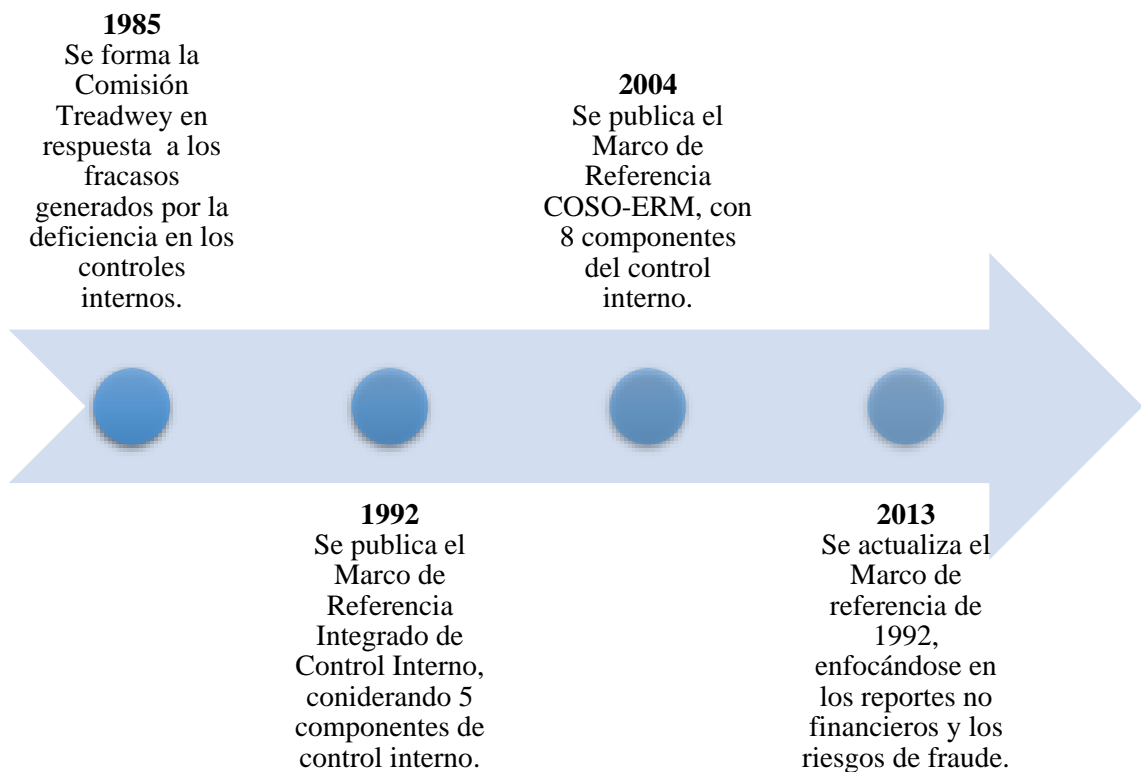 1985
Se forma la
Comisión
Treadwey en
respuesta a los
fracasos
generados por la
deficiencia en los
controles
internos.
1992
Se publica el
Marco de
Referencia
Integrado de
Control Interno,
coniderando 5
componentes de
control interno.
2004
Se publica el
Marco de
Referencia
COSO-ERM, con
8 componentes
del control
interno.
2013
Se actualiza el
Marco de
referencia de
1992,
enfocándose en
los reportes no
financieros y los
riesgos de fraude.